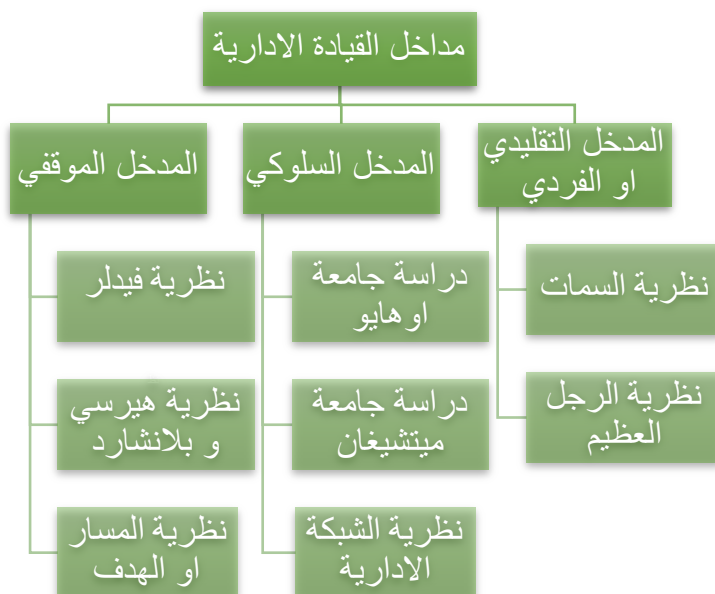 مداخل القيادة الادارية
المدخل التقليدي
او الفردي
المدخل السلوكي
المدخل الموقفي
نظرية السمات
نظرية الرجل
العظيم
دراسة جامعة
اوهايو
دراسة جامعة
ميتشيغان
نظرية الشبكة
الادارية
نظرية فيدلر
نظرية هيرسي
و بلانشارد
نظرية المسار
او الهدف